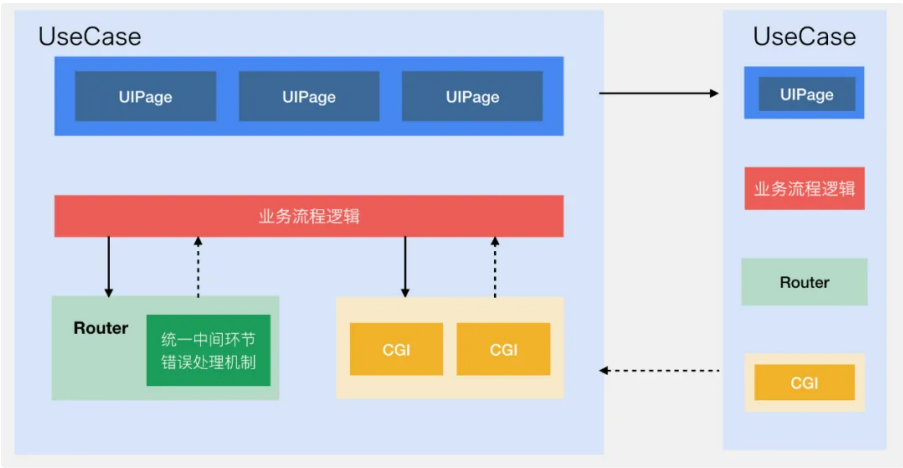 UseCase
UIPage
UIPage
UIPage
业务流程逻辑
Router
统一中间环节
错误处理机制
CGI
CGI
UseCase
UIPage
业务流程逻辑
Router
CGI